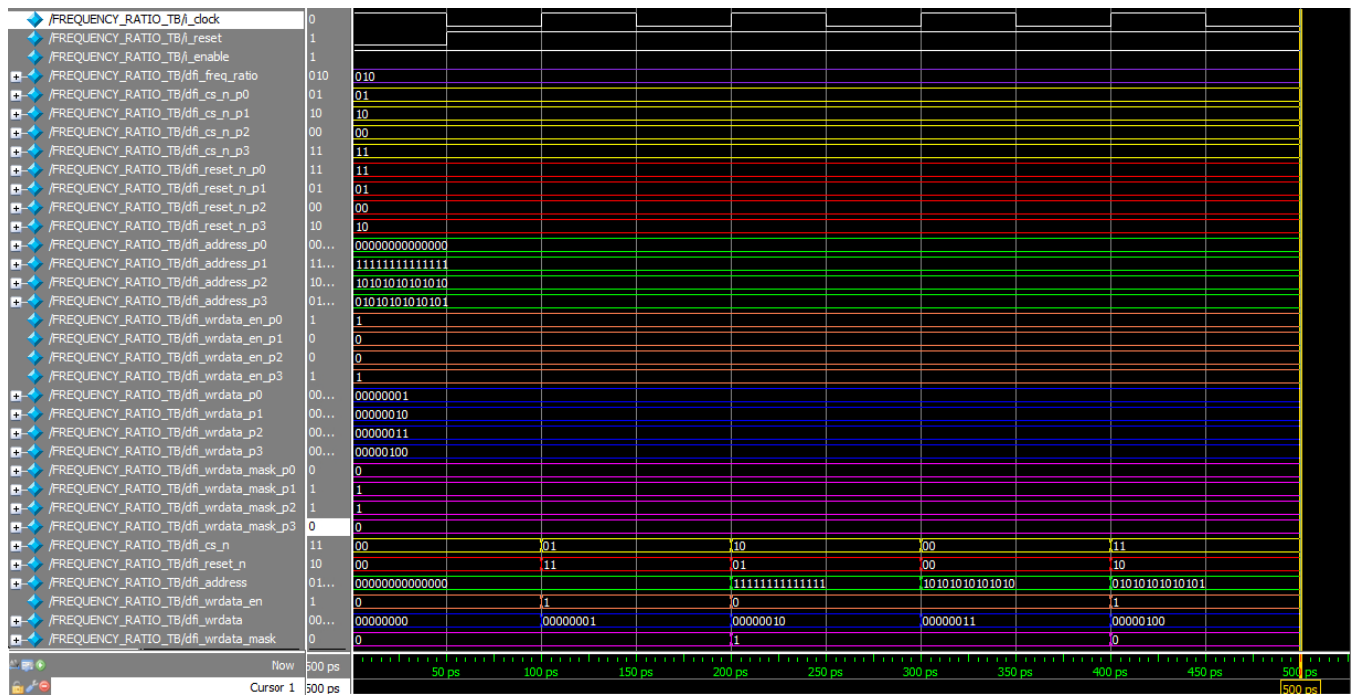 /FREQUENCY_RATIO_TB/i_clock 0
/FREQUENCY_RATIO_TB/i_reset 1
/FREQUENCY_RATIO_TB/i_enable 1
/FREQUENCY_RATIO_TB/dfi_freq_ratio 010 010
/FREQUENCY_RATIO_TB/dfi_cs_n_p0 01 01
/FREQUENCY_RATIO_TB/dfi_cs_n_p1 10 10
/FREQUENCY_RATIO_TB/dfi_cs_n_p2 00 00
/FREQUENCY_RATIO_TB/dfi_cs_n_p3 11 11
/FREQUENCY_RATIO_TB/dfi_reset_n_p0 11 11
/FREQUENCY_RATIO_TB/dfi_reset_n_p1 01 01
/FREQUENCY_RATIO_TB/dfi_reset_n_p2 00 00
/FREQUENCY_RATIO_TB/dfi_reset_n_p3 10 10
/FREQUENCY_RATIO_TB/dfi_address_p0 00... 00000000000000
/FREQUENCY_RATIO_TB/dfi_address_p1 11... 11111111111111
/FREQUENCY_RATIO_TB/dfi_address_p2 10... 10101010101010
/FREQUENCY_RATIO_TB/dfi_address_p3 01... 01010101010101
/FREQUENCY_RATIO_TB/dfi_wrdata_en_p0 1 1
/FREQUENCY_RATIO_TB/dfi_wrdata_en_p1 0 0
/FREQUENCY_RATIO_TB/dfi_wrdata_en_p2 0 0
/FREQUENCY_RATIO_TB/dfi_wrdata_en_p3 1 1
/FREQUENCY_RATIO_TB/dfi_wrdata_p0 00... 00000001
/FREQUENCY_RATIO_TB/dfi_wrdata_p1 00... 00000010
/FREQUENCY_RATIO_TB/dfi_wrdata_p2 00... 00000011
/FREQUENCY_RATIO_TB/dfi_wrdata_p3 00... 00000100
/FREQUENCY_RATIO_TB/dfi_wrdata_mask_p0 0 0
/FREQUENCY_RATIO_TB/dfi_wrdata_mask_p1 1 1
/FREQUENCY_RATIO_TB/dfi_wrdata_mask_p2 1 1
/FREQUENCY_RATIO_TB/dfi_wrdata_mask_p3 0 0
/FREQUENCY_RATIO_TB/dfi_cs_n 11 00 01 10 00 11
/FREQUENCY_RATIO_TB/dfi_reset_n 10 00 11 01 00 10
/FREQUENCY_RATIO_TB/dfi_address 01... 00000000000000 11111111111111 10101010101010 01010101010101
/FREQUENCY_RATIO_TB/dfi_wrdata_en 1 0 1 0 1
/FREQUENCY_RATIO_TB/dfi_wrdata 00... 00000000 00000001 00000010 00000011 00000100
/FREQUENCY_RATIO_TB/dfi_wrdata_mask 0 0 1 0
Now 500 ps 50 ps 100 ps 150 ps 200 ps 250 ps 300 ps 350 ps 400 ps 450 ps 500 ps
Cursor 1 500 ps 500 ps